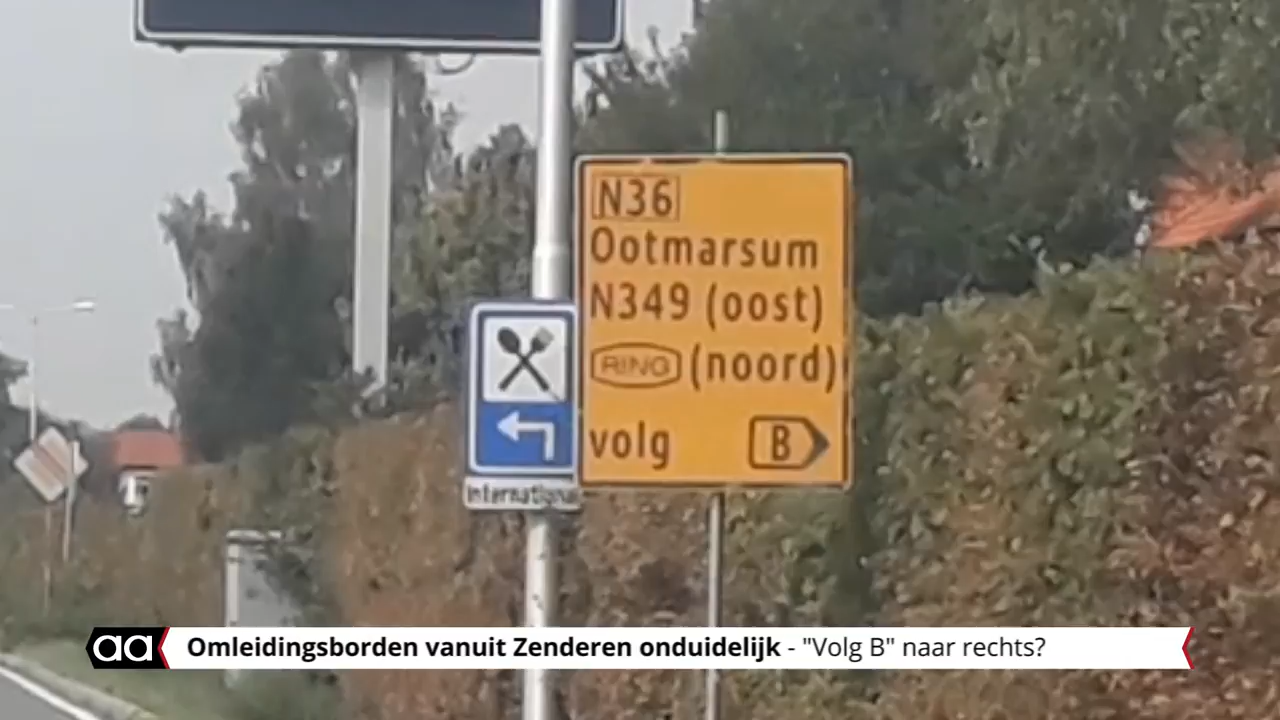 N36
Ootmarsum
N349 (oost)
RING (noord)
volg B
International
aa Omleidingsborden vanuit Zenderen onduidelijk - "Volg B" naar rechts?